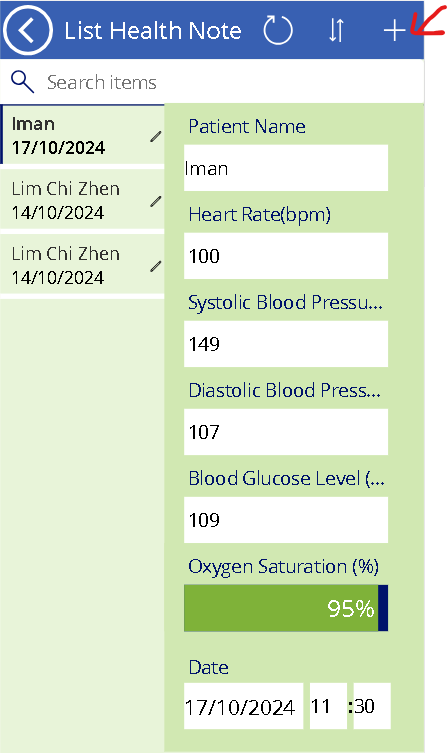 List Health Note
Search items
Iman
17/10/2024
Lim Chi Zhen
14/10/2024
Lim Chi Zhen
14/10/2024
Patient Name
Iman
Heart Rate(bpm)
100
Systolic Blood Pressu...
149
Diastolic Blood Press...
107
Blood Glucose Level (...
109
Oxygen Saturation (%)
95%
Date
17/10/2024 11 :30